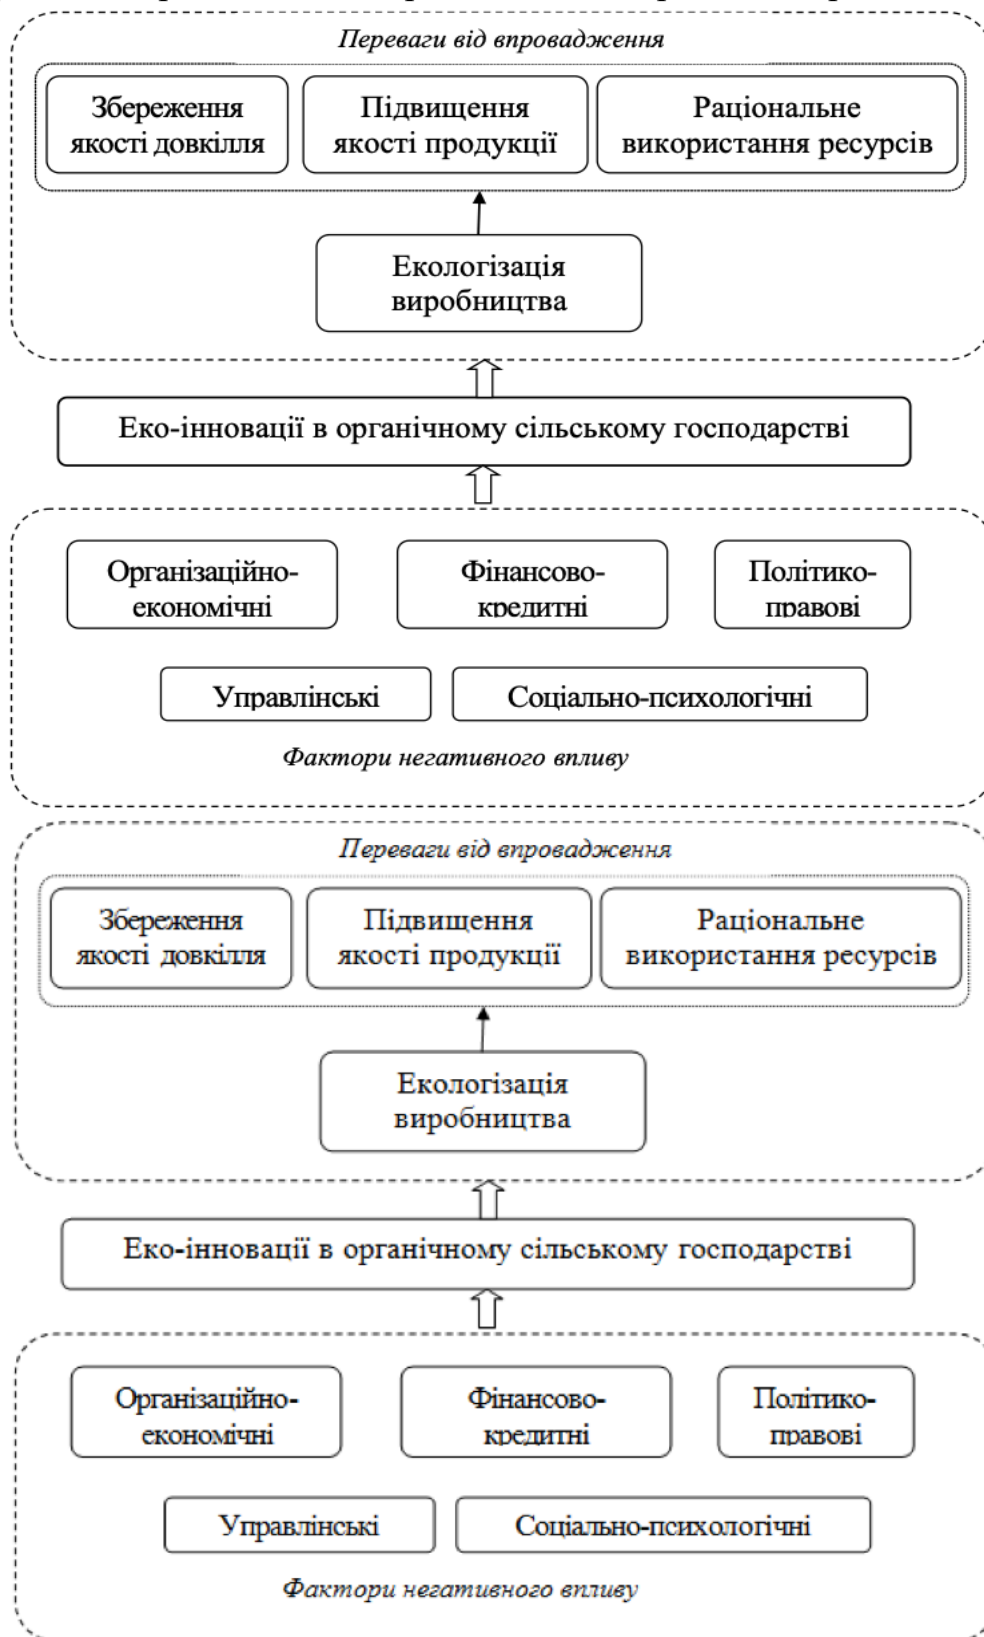 Переваги від впровадження
Збереження
якості довкілля
Підвищення
якості продукції
Раціональне
використання ресурсів
Екологізація
виробництва
Еко-інновації в органічному сільському господарстві
Організаційно-
економічні
Фінансово-
кредитні
Політико-
правові
Управлінські
Соціально-психологічні
Фактори негативного впливу
Переваги від впровадження
Збереження
якості довкілля
Підвищення
якості продукції
Раціональне
використання ресурсів
Екологізація
виробництва
Еко-інновації в органічному сільському господарстві
Організаційно-
економічні
Фінансово-
кредитні
Політико-
правові
Управлінські
Соціально-психологічні
Фактори негативного впливу